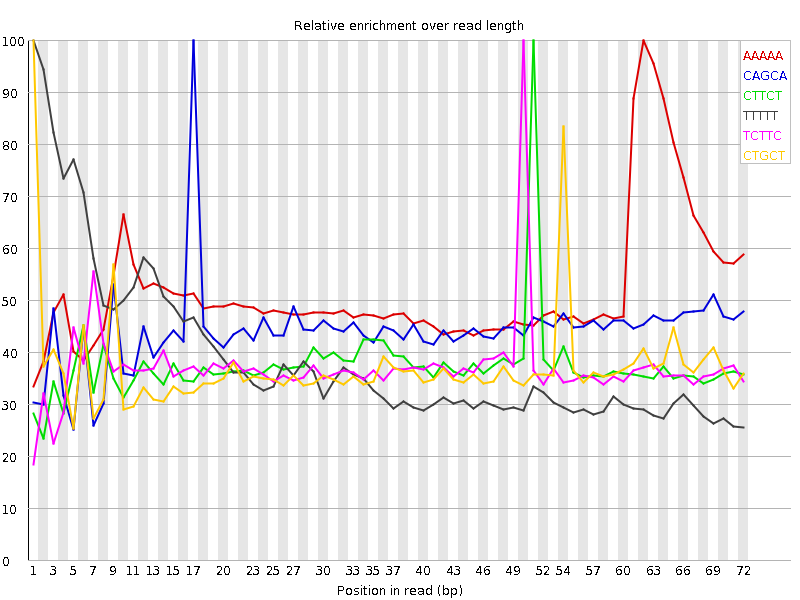 Relative enrichment over read length
100
90
80
70
60
50
40
30
20
10
0
AAAAA
CAGCA
CTTCT
TTTTT
TCTTC
CTGCT
1 3 5 7 9 11 13 15 17 20 23 25 27 30 33 35 37 40 43 46 49 52 54 57 60 63 66 69 72
Position in read (bp)